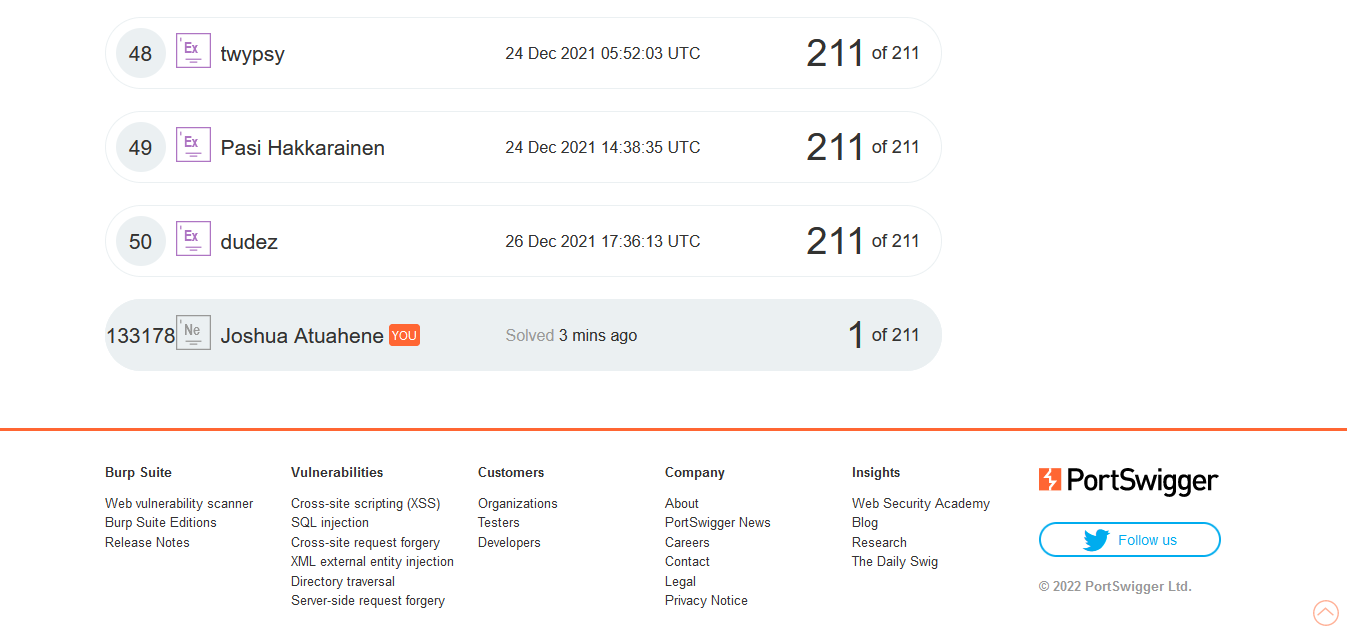 48 Ex twypsy 24 Dec 2021 05:52:03 UTC 211 of 211
49 Ex Pasi Hakkarainen 24 Dec 2021 14:38:35 UTC 211 of 211
50 Ex dudez 26 Dec 2021 17:36:13 UTC 211 of 211
133178 Ne Joshua Atuahene YOU Solved 3 mins ago 1 of 211
Burp Suite
Web vulnerability scanner
Burp Suite Editions
Release Notes
Vulnerabilities
Cross-site scripting (XSS)
SQL injection
Cross-site request forgery
XML external entity injection
Directory traversal
Server-side request forgery
Customers
Organizations
Testers
Developers
Company
About
PortSwigger News
Careers
Contact
Legal
Privacy Notice
Insights
Web Security Academy
Blog
Research
The Daily Swig
PortSwigger
Follow us
© 2022 PortSwigger Ltd.